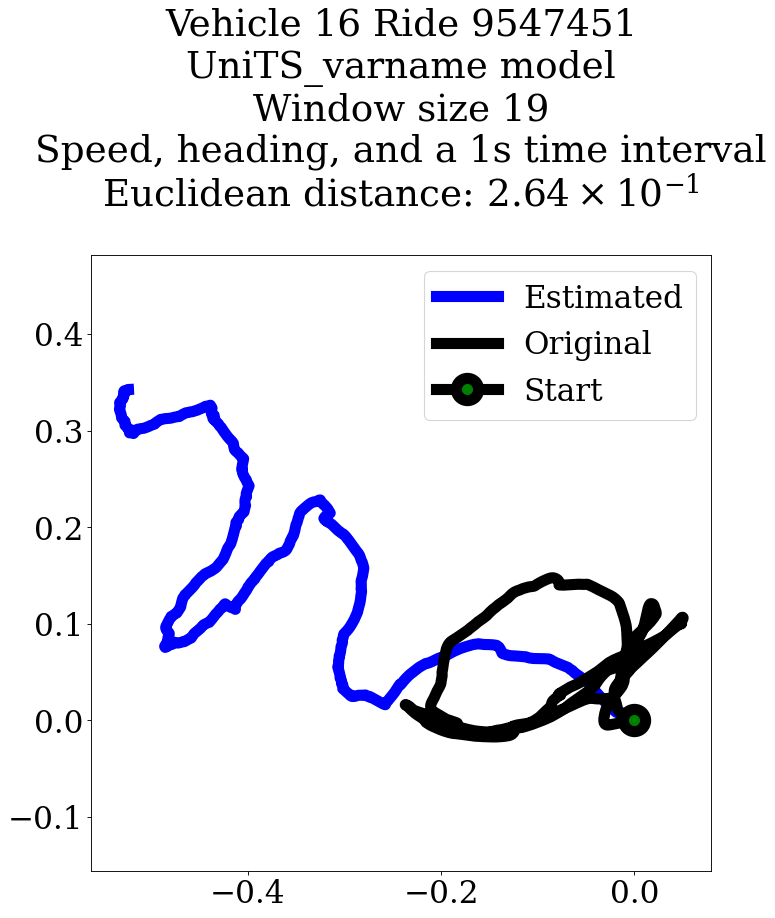 Vehicle 16 Ride 9547451
UniTS_varname model
Window size 19
Speed, heading, and a 1s time interval
Euclidean distance: 2.64 × 10⁻¹
Estimated
Original
Start
0.4
0.3
0.2
0.1
0.0
−0.1
−0.4
−0.2
0.0